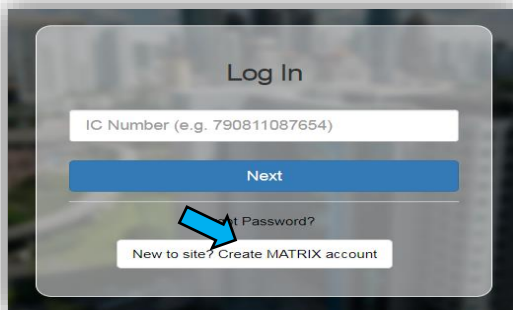 Log In
IC Number (e.g. 790811087654)
Next
Password?
New to site? Create MATRIX account